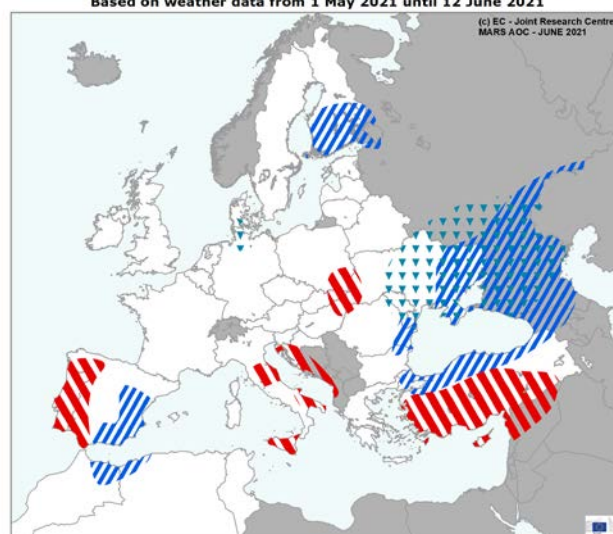 Based on weather data from 1 May 2021 until 12 June 2021
(c) EC - Joint Research Centre
MARS AOC - JUNE 2021